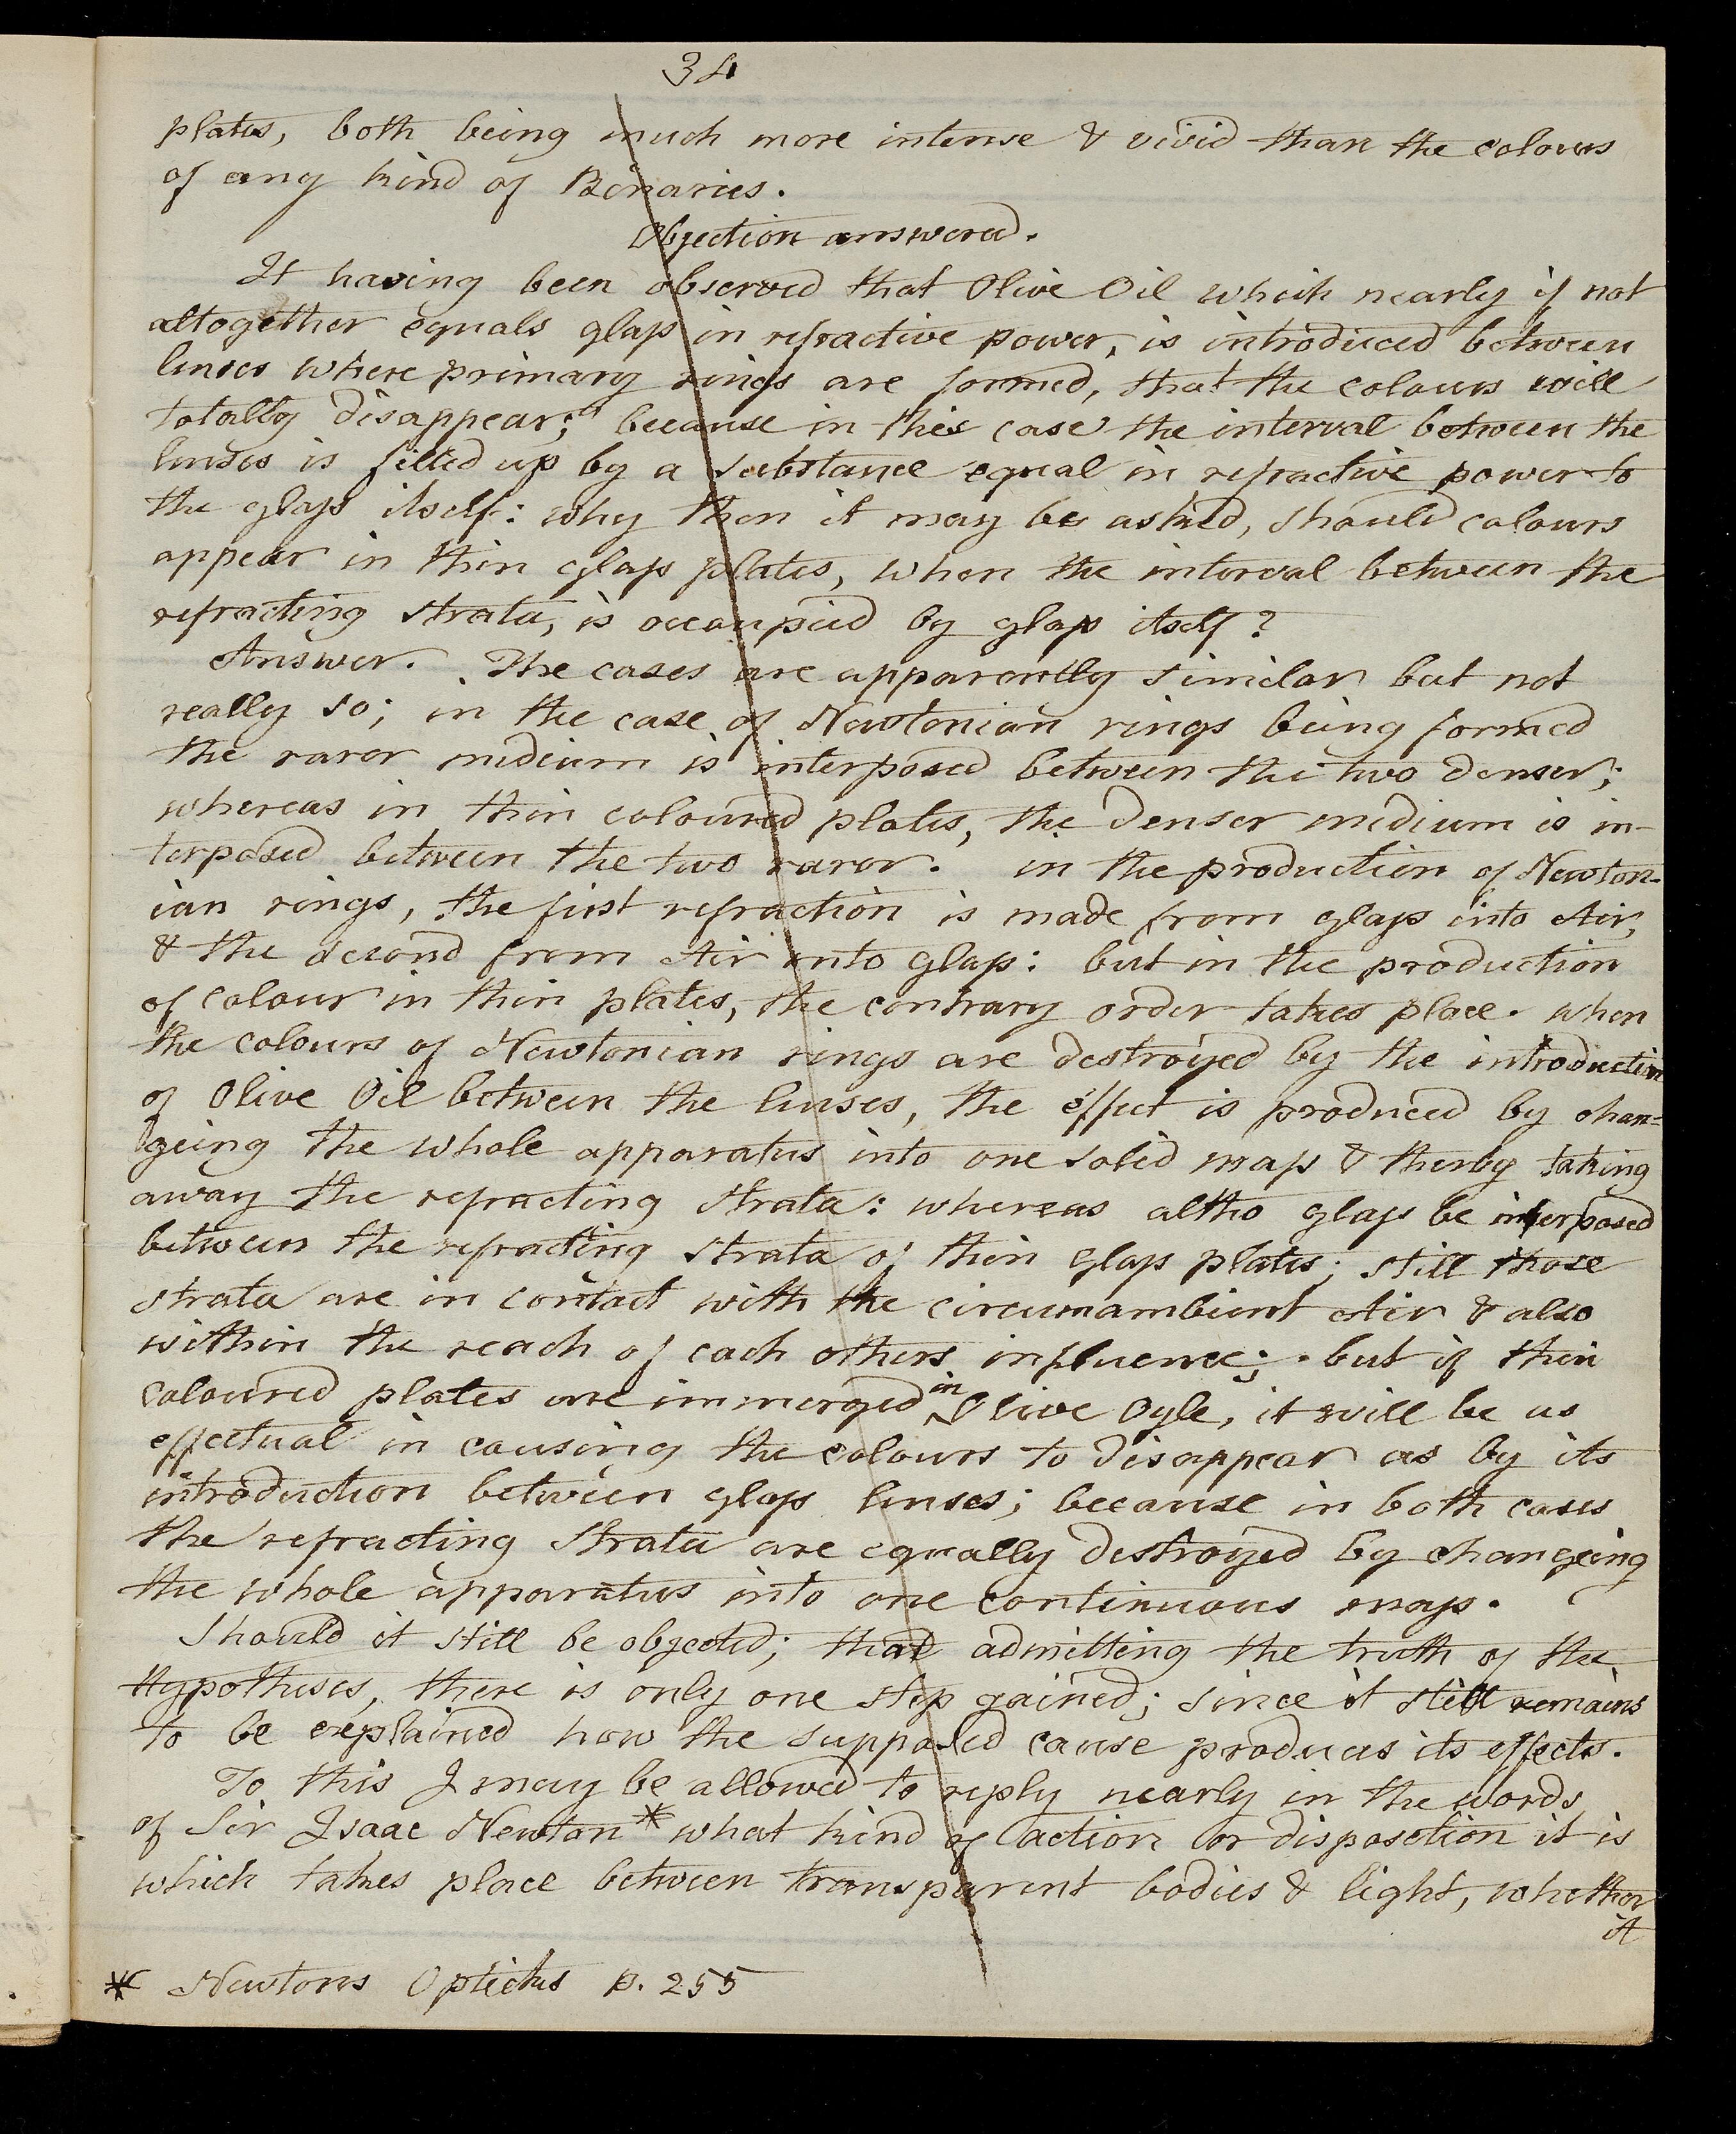 34
plates, both being much more intense & vivid than the colours
of any kind of Binaries.
Objection answered.
It having been observed that Olive Oil which nearly if not
altogether equals glass in refractive power, is introduced between
linses where primary rings are formed, that the colours will
totally disappear; because in this case the interval between the
linses is filled up by a substance equal in refractive power to
the glass itself: why then it may be asked, should colours
appear in thin glass plates, when the interval between the
refracting strata, is occoupied by glass itself?
Answer. The cases are apparently similar but not
really so; in the case of Newtonian rings being formed
the rarer medium is interposed between the two denser;
whereas in thin coloured plates, the denser medium is in-
terposed between the two rarer. in the production of Newton-
ian rings, the first refraction is made from glass into Air,
& the second from Air into glass: but in the production
of colour in thin plates, the contrary order takes place. when
the colours of Newtonian rings are destroyed by the introduction
of Olive Oil between the linses, the effect is produced by chan=
geing the whole apparatus into one solid mass & therby taking
away the refracting strata: whereas altho glass be interposed
between the refracting strata of thin glass plates; still those
strata are in contact with the circumambient Air & also
within the reach of each others influence; but if thin
coloured plates are immerged in Olive Oyle, it will be as
effectual in causing the colours to disappear as by its
introduction between glass linses; because in both cases
the refracting strata are equally destroyed by changeing
the whole apparatus into one continuous mass.
Should it still be objected; that admitting the truth of the
Hypothesis, there is only one step gained; since it still remains
to be explained how the supposed cause produces its effects.
To this I may be allowed to reply nearly in the words
of Sir Isaac Newton* what kind of action or disposition it is
which takes place between transparent bodies & light, whether
it
* Newtons Optickes p. 255